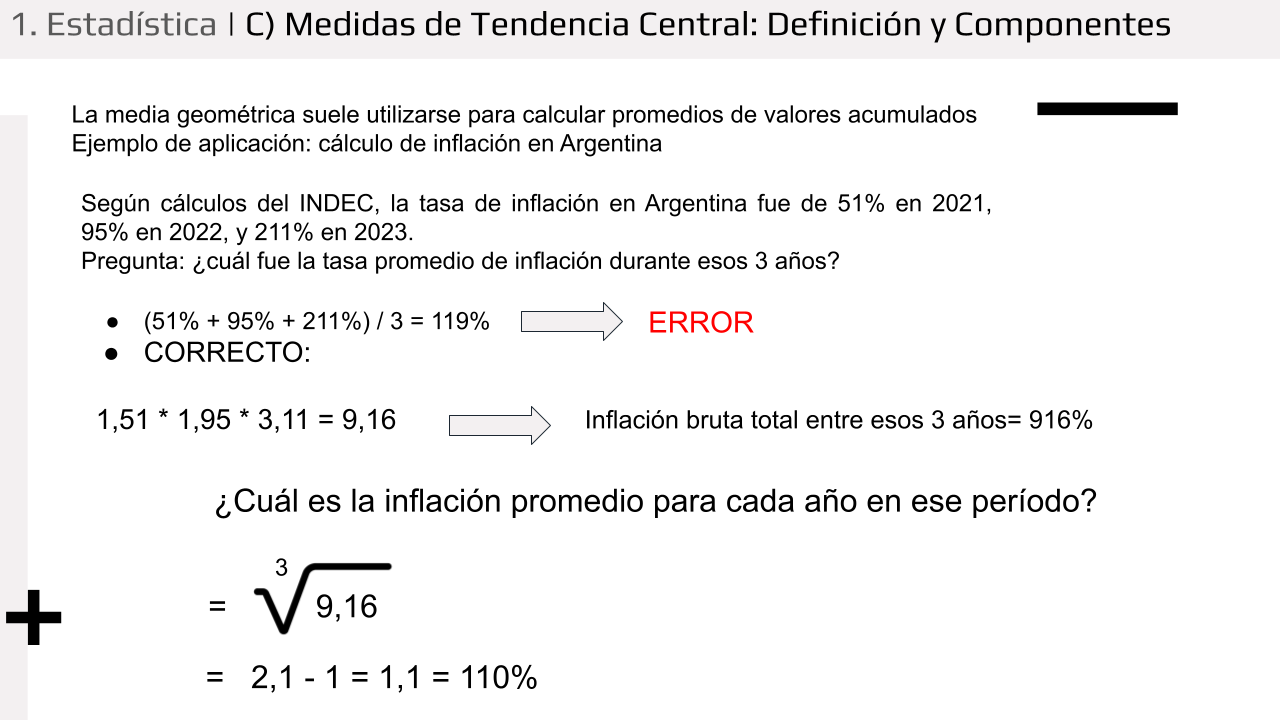 1. Estadística | C) Medidas de Tendencia Central: Definición y Componentes
La media geométrica suele utilizarse para calcular promedios de valores acumulados
Ejemplo de aplicación: cálculo de inflación en Argentina
Según cálculos del INDEC, la tasa de inflación en Argentina fue de 51% en 2021,
95% en 2022, y 211% en 2023.
Pregunta: ¿cuál fue la tasa promedio de inflación durante esos 3 años?
● (51% + 95% + 211%) / 3 = 119% ERROR
● CORRECTO:
1,51 * 1,95 * 3,11 = 9,16 Inflación bruta total entre esos 3 años= 916%
¿Cuál es la inflación promedio para cada año en ese período?
= 3√9,16
= 2,1 - 1 = 1,1 = 110%